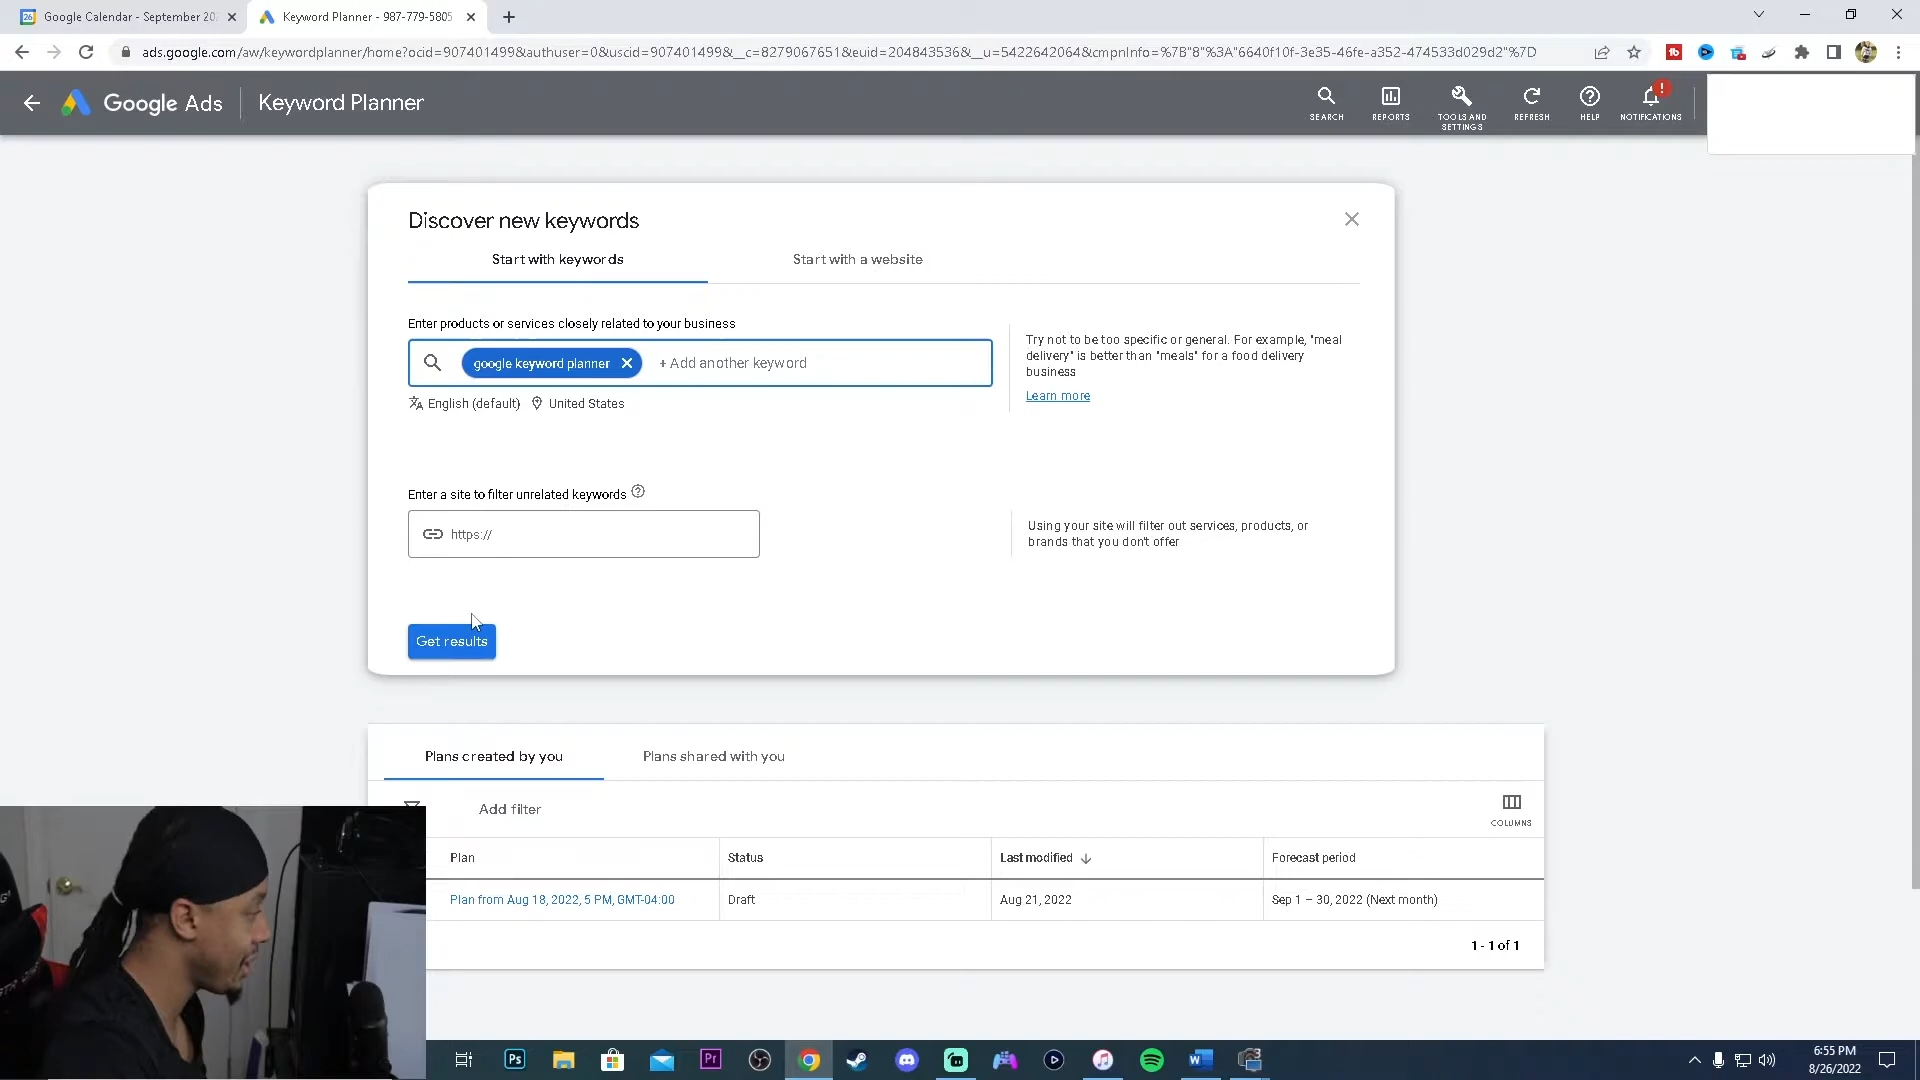 Google Calendar - September 20
Keyword Planner - 987-779-5805
ads.google.com/aw/keywordplanner/home?ocid=907401499&authuser=0&uscid=907401499&__c=8279067651&euid=204843536&__u=5422642064&cmpnInfo=%7B"8"%3A"6640f10f-3e35-46fe-a352-474533d029d2"%7D
Google Ads
Keyword Planner
SEARCH
REPORTS
TOOLS AND
SETTINGS
REFRESH
HELP
NOTIFICATIONS
Discover new keywords
Start with keywords
Start with a website
Enter products or services closely related to your business
google keyword planner
+ Add another keyword
English (default)
United States
Try not to be too specific or general. For example, "meal
delivery" is better than "meals" for a food delivery
business
Learn more
Enter a site to filter unrelated keywords
https://
Using your site will filter out services, products, or
brands that you don't offer
Get results
Plans created by you
Plans shared with you
Add filter
COLUMNS
Plan
Status
Last modified
Forecast period
Plan from Aug 18, 2022, 5 PM, GMT-04:00
Draft
Aug 21, 2022
Sep 1 – 30, 2022 (Next month)
1 - 1 of 1
Ps
Pr
W
6:55 PM
8/26/2022